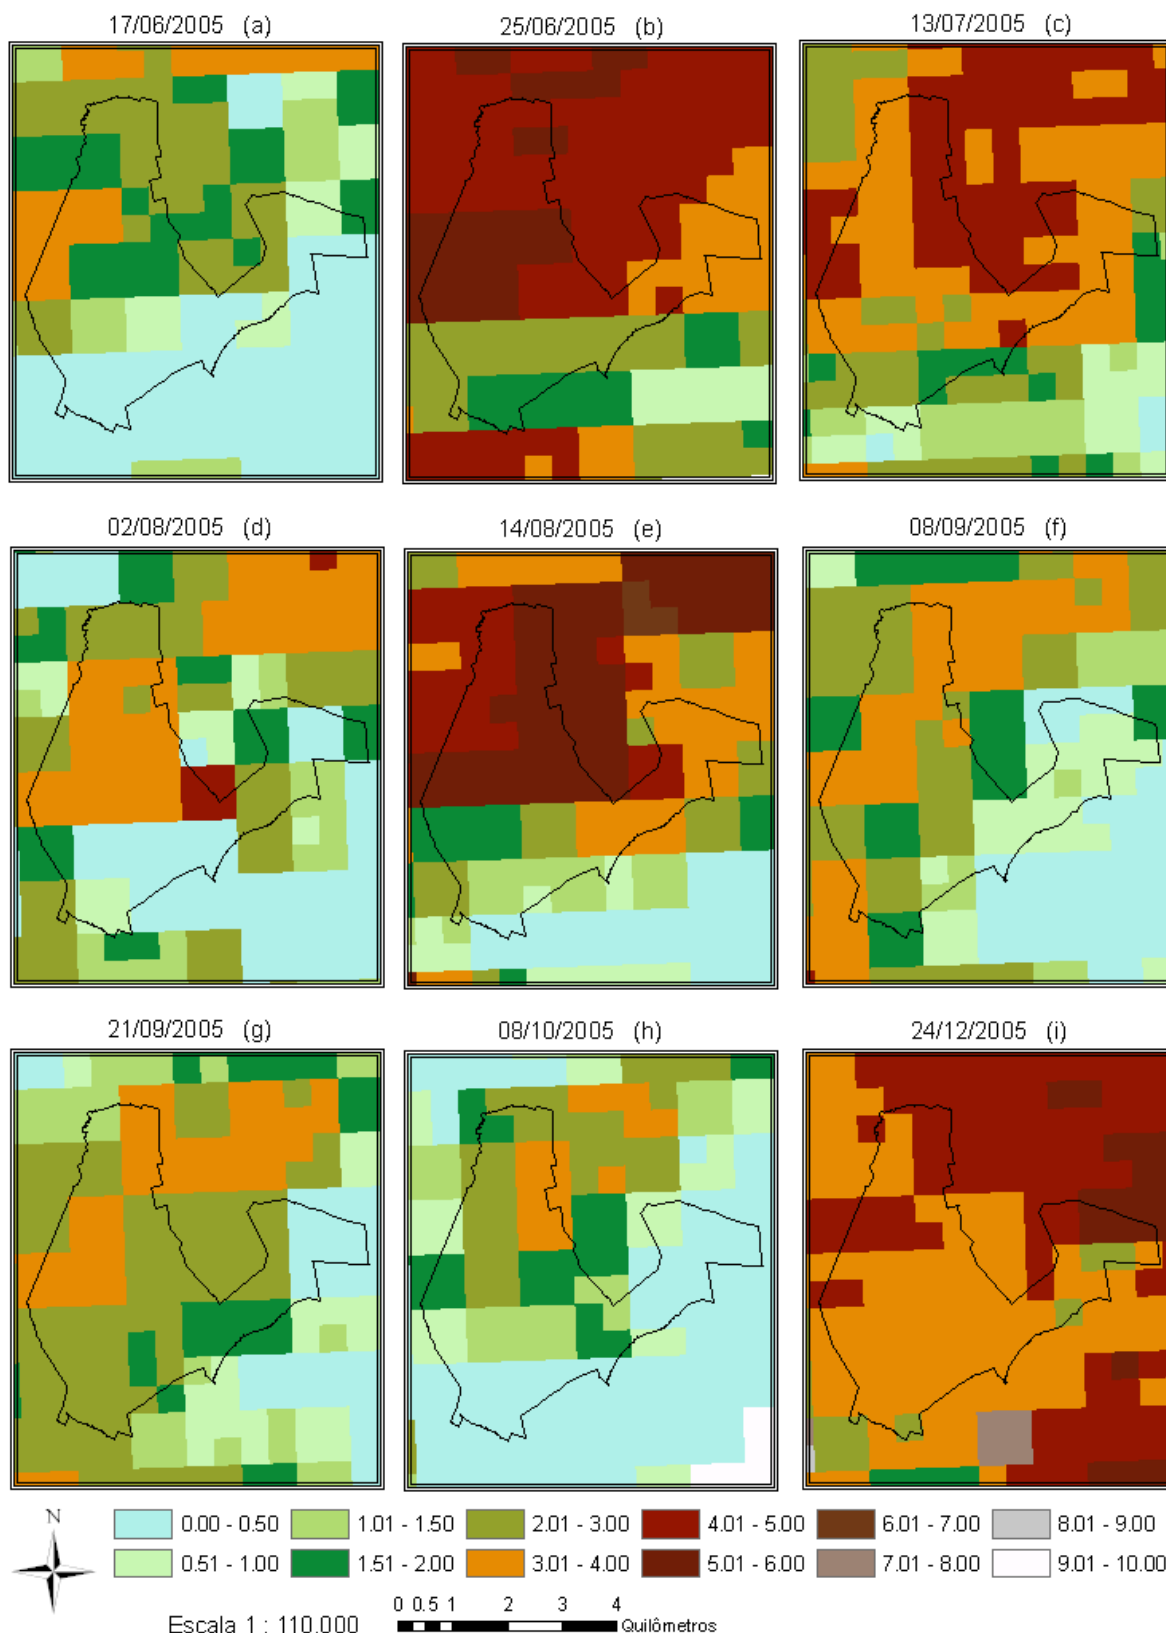 17/06/2005 (a)
25/06/2005 (b)
13/07/2005 (c)
02/08/2005 (d)
14/08/2005 (e)
08/09/2005 (f)
21/09/2005 (g)
08/10/2005 (h)
24/12/2005 (i)
N
0.00 - 0.50
1.01 - 1.50
2.01 - 3.00
4.01 - 5.00
6.01 - 7.00
8.01 - 9.00
0.51 - 1.00
1.51 - 2.00
3.01 - 4.00
5.01 - 6.00
7.01 - 8.00
9.01 - 10.00
0 0.5 1 2 3 4
Escala 1 : 110.000
Quilômetros